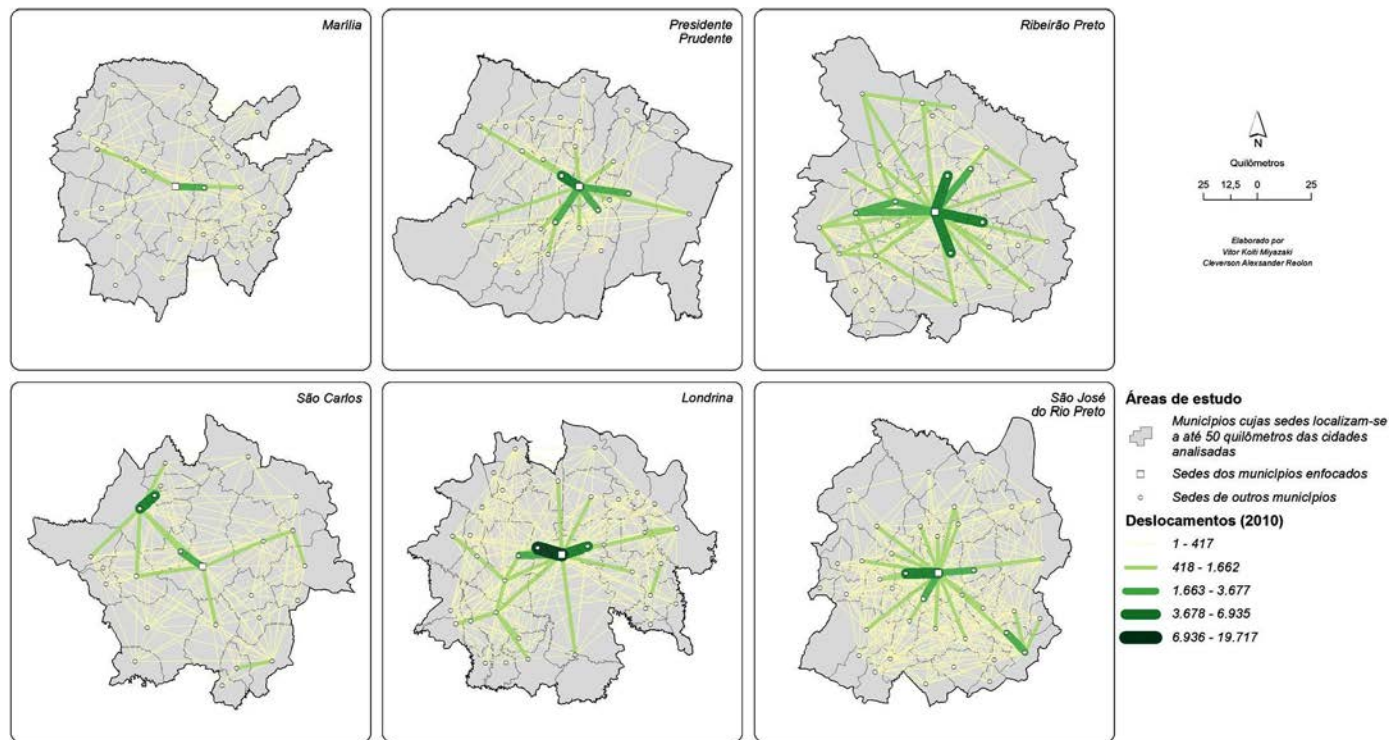 Marília
Presidente
Prudente
Ribeirão Preto
N
Quilômetros
25 12,5 0 25
Elaborado por
Vitor Koiti Miyazaki
Cleverson Alexsander Reolon
São Carlos
Londrina
São José
do Rio Preto
Áreas de estudo
Municípios cujas sedes localizam-se
a até 50 quilômetros das cidades
analisadas
Sedes dos municípios enfocados
Sedes de outros municípios
Deslocamentos (2010)
1 - 417
418 - 1.662
1.663 - 3.677
3.678 - 6.935
6.936 - 19.717